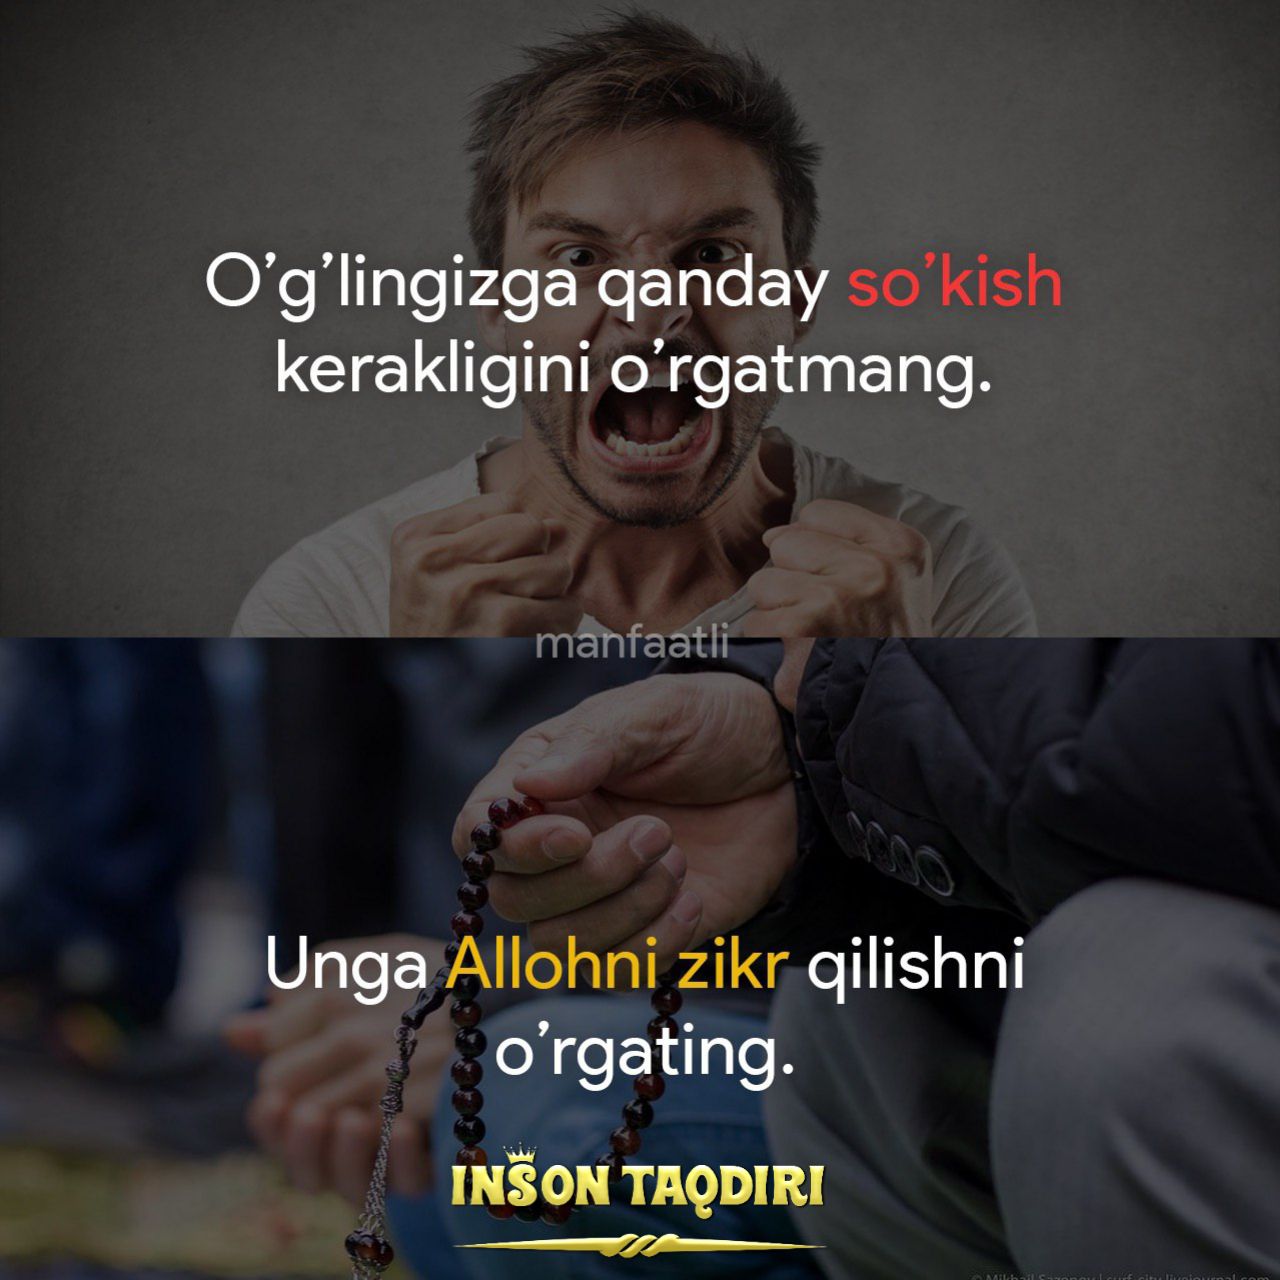 O’g’lingizga qanday so’kish
kerakligini o’rgatmang.
manfaatli
Unga Allohni zikr qilishni
o’rgating.
INSON TAQDIRI